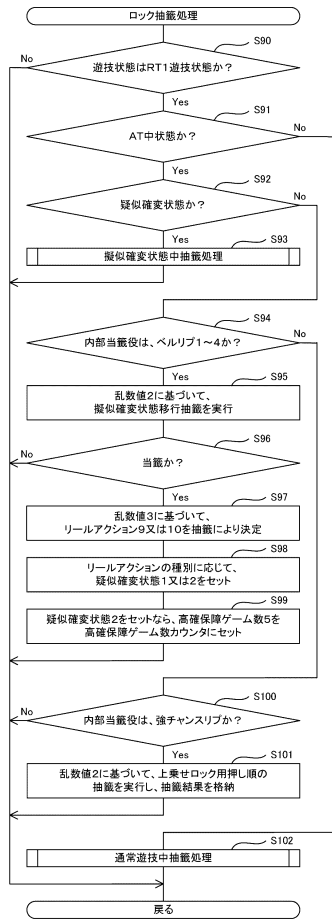 ロック抽籤処理
S90
遊技状態はRT1遊技状態か?
No
Yes
S91
AT中状態か?
No
Yes
S92
疑似確変状態か?
No
Yes
S93
擬似確変状態中抽籤処理
S94
内部当籤役は、ベルリプ1~4か?
No
Yes
S95
乱数値2に基づいて、
擬似確変状態移行抽籤を実行
S96
当籤か?
No
Yes
S97
乱数値3に基づいて、
リールアクション9又は10を抽籤により決定
S98
リールアクションの種別に応じて、
疑似確変状態1又は2をセット
S99
疑似確変状態2をセットなら、高確保障ゲーム数5を
高確保障ゲーム数カウンタにセット
S100
内部当籤役は、強チャンスリプか?
No
Yes
S101
乱数値2に基づいて、上乗せロック用押し順の
抽籤を実行し、抽籤結果を格納
S102
通常遊技中抽籤処理
戻る